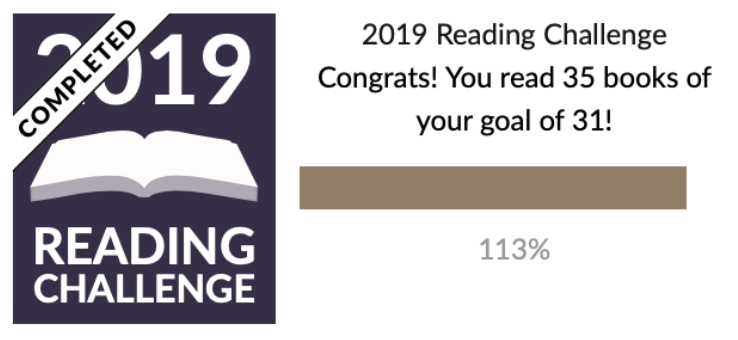 2019
COMPLETED
READING
CHALLENGE
2019 Reading Challenge
Congrats! You read 35 books of
your goal of 31!
113%